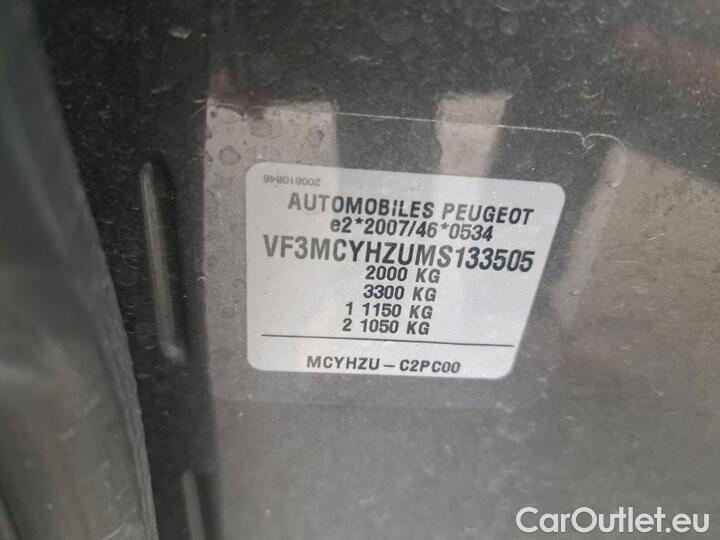 200610846
AUTOMOBILES PEUGEOT
e2*2007/46*0534
VF3MCYHZUMS133505
2000 KG
3300 KG
1 1150 KG
2 1050 KG
MCYHZU-C2PC00
CarOutlet.eu